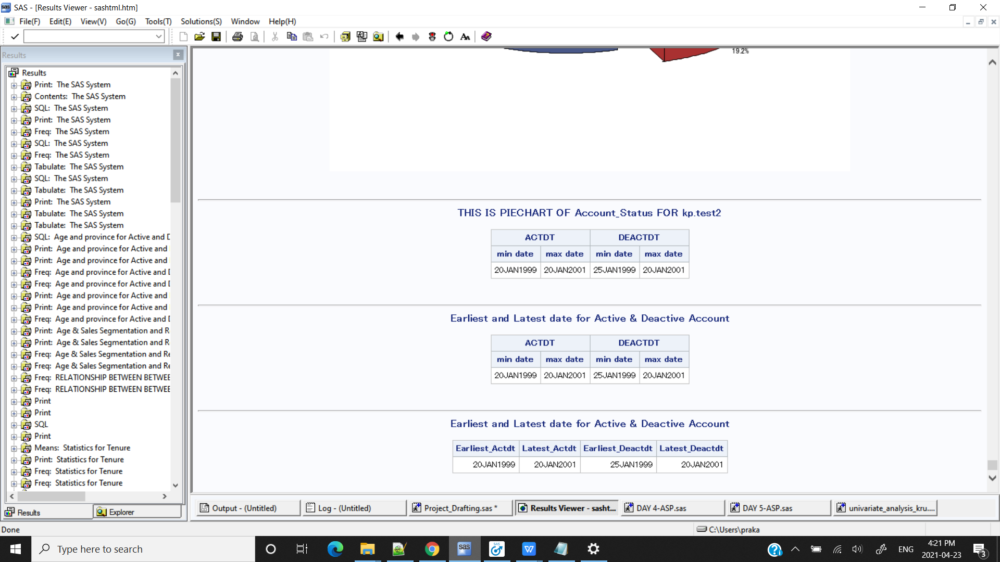 SAS - [Results Viewer - sashtml.htm]
File(F) Edit(E) View(V) Go(G) Tools(T) Solutions(S) Window Help(H)
Results
Results
Print: The SAS System
Contents: The SAS System
SQL: The SAS System
Print: The SAS System
Freq: The SAS System
SQL: The SAS System
Freq: The SAS System
Tabulate: The SAS System
SQL: The SAS System
Tabulate: The SAS System
Print: The SAS System
Tabulate: The SAS System
Tabulate: The SAS System
SQL: Age and province for Active and D
Print: Age and province for Active and
Print: Age and province for Active and
Freq: Age and province for Active and D
Freq: Age and province for Active and D
Print: Age and province for Active and
Print: Age and province for Active and
Freq: Age and province for Active and D
Print: Age & Sales Segmentation and R
Print: Age & Sales Segmentation and R
Freq: Age & Sales Segmentation and Re
Freq: Age & Sales Segmentation and Re
Freq: RELATIONSHIP BETWEEN BETWEE
Freq: RELATIONSHIP BETWEEN BETWEE
Print
Print
SQL
Print
Means: Statistics for Tenure
Print: Statistics for Tenure
Freq: Statistics for Tenure
Freq: Statistics for Tenure
Results Explorer
19.2%
THIS IS PIECHART OF Account_Status FOR kp.test2
ACTDT DEACTDT
min date max date min date max date
20JAN1999 20JAN2001 25JAN1999 20JAN2001
Earliest and Latest date for Active & Deactive Account
ACTDT DEACTDT
min date max date min date max date
20JAN1999 20JAN2001 25JAN1999 20JAN2001
Earliest and Latest date for Active & Deactive Account
Earliest_Actdt Latest_Actdt Earliest_Deactdt Latest_Deactdt
20JAN1999 20JAN2001 25JAN1999 20JAN2001
Output - (Untitled) Log - (Untitled) Project_Drafting.sas * Results Viewer - sasht... DAY 4-ASP.sas DAY 5-ASP.sas univariate_analysis_kru....
Done C:\Users\praka
Type here to search
ENG
4:21 PM
2021-04-23
3